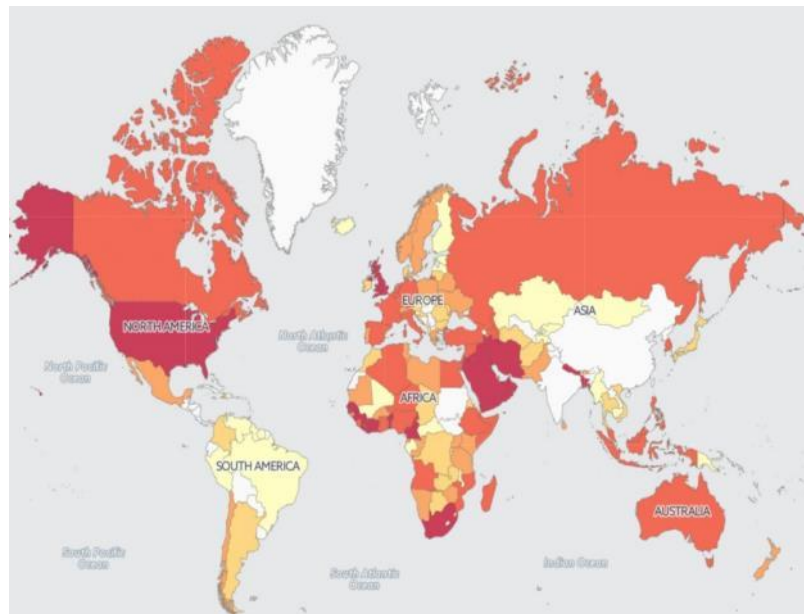 NORTH AMERICA
EUROPE
ASIA
North Atlantic
Ocean
North Pacific
Ocean
AFRICA
SOUTH AMERICA
AUSTRALIA
South Pacific
Ocean
Indian Ocean
South Atlantic
Ocean